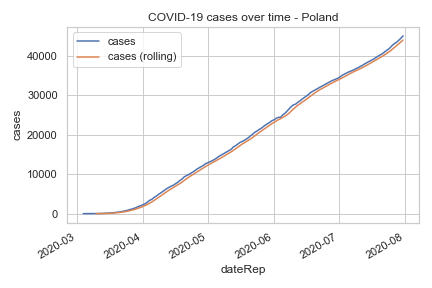 COVID-19 cases over time - Poland
cases
cases (rolling)
40000
30000
20000
10000
0
cases
2020-03
2020-04
2020-05
2020-06
2020-07
2020-08
dateRep